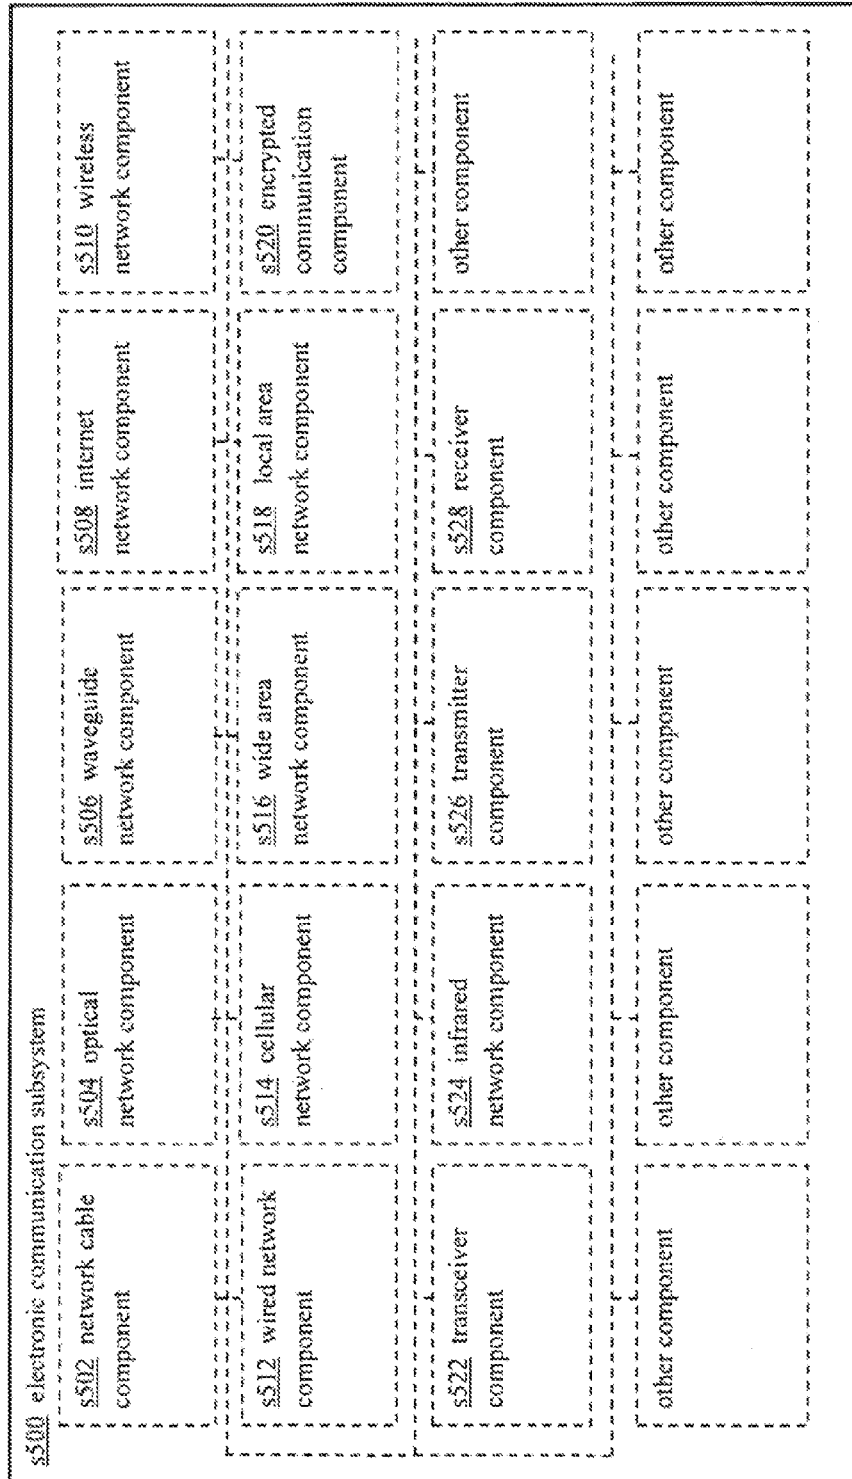 s500 electronic communication subsystem
s502 network cable
component
s504 optical
network component
s506 waveguide
network component
s508 internet
network component
s510 wireless
network component
s512 wired network
component
s514 cellular
network component
s516 wide area
network component
s518 local area
network component
s520 encrypted
communication
component
s522 transceiver
component
s524 infrared
network component
s526 transmitter
component
s528 receiver
component
other component
other component
other component
other component
other component
other component